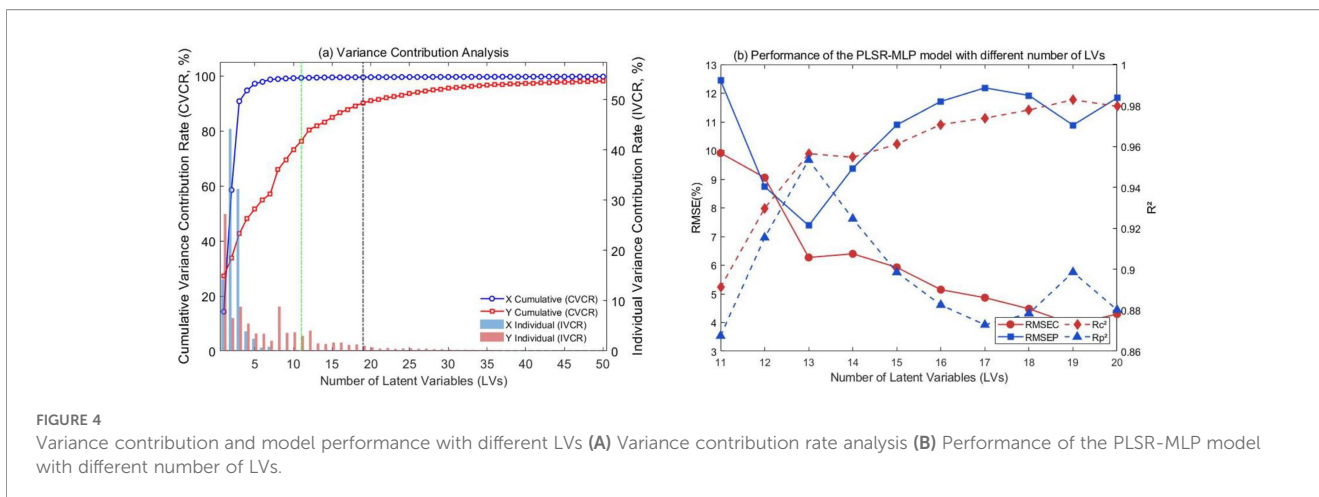 (a) Variance Contribution Analysis
Cumulative Variance Contribution Rate (CVCR, %)
100
80
60
40
20
0
50
40
30
20
10
0
Individual Variance Contribution Rate (IVCR, %)
X Cumulative (CVCR)
Y Cumulative (CVCR)
X Individual (IVCR)
Y Individual (IVCR)
5 10 15 20 25 30 35 40 45 50
Number of Latent Variables (LVs)
(b) Performance of the PLSR-MLP model with different number of LVs
RMSE(%)
13
12
11
10
9
8
7
6
5
4
3
1
0.98
0.96
0.94
0.92
0.9
0.88
0.86
R²
RMSEC Rc²
RMSEP Rp²
11 12 13 14 15 16 17 18 19 20
Number of Latent Variables (LVs)
FIGURE 4
Variance contribution and model performance with different LVs (A) Variance contribution rate analysis (B) Performance of the PLSR-MLP model
with different number of LVs.